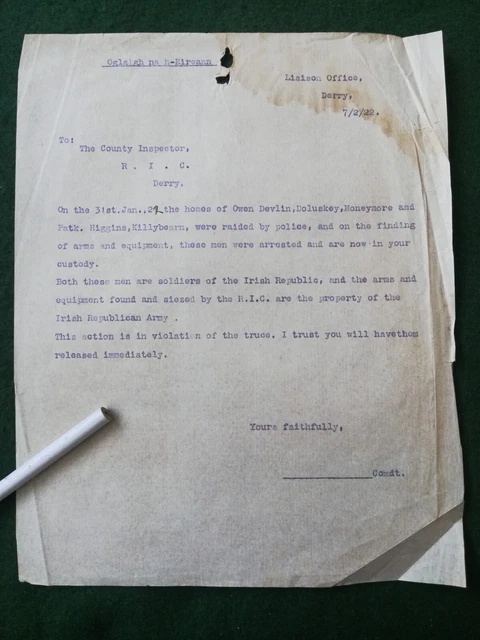 Oglaigh na h-Eireann
Liaison Office,
Derry,
7/2/22.
To:
The County Inspector,
R . I . C.
Derry.
On the 31st.Jan., the homes of Owen Devlin,Doluskey,Moneymore and
Patk. Higgins,Killybearn, were raided by police, and on the finding
of arms and equipment, these men were arrested and are now in your
custody.
Both these men are soldiers of the Irish Republic, and the arms and
equipment found and siezed by the R.I.C. are the property of the
Irish Republican Army .
This action is in violation of the truce. I trust you will havethem
released immediately.
Yours faithfully,
Comdt.